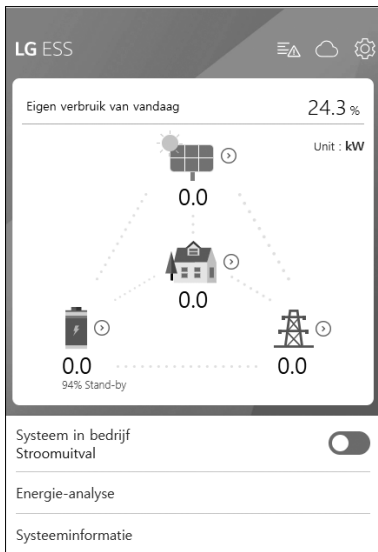 LG ESS
Eigen verbruik van vandaag 24.3 %
Unit : kW
0.0
0.0
0.0 0.0
94% Stand-by
Systeem in bedrijf
Stroomuitval
Energie-analyse
Systeeminformatie